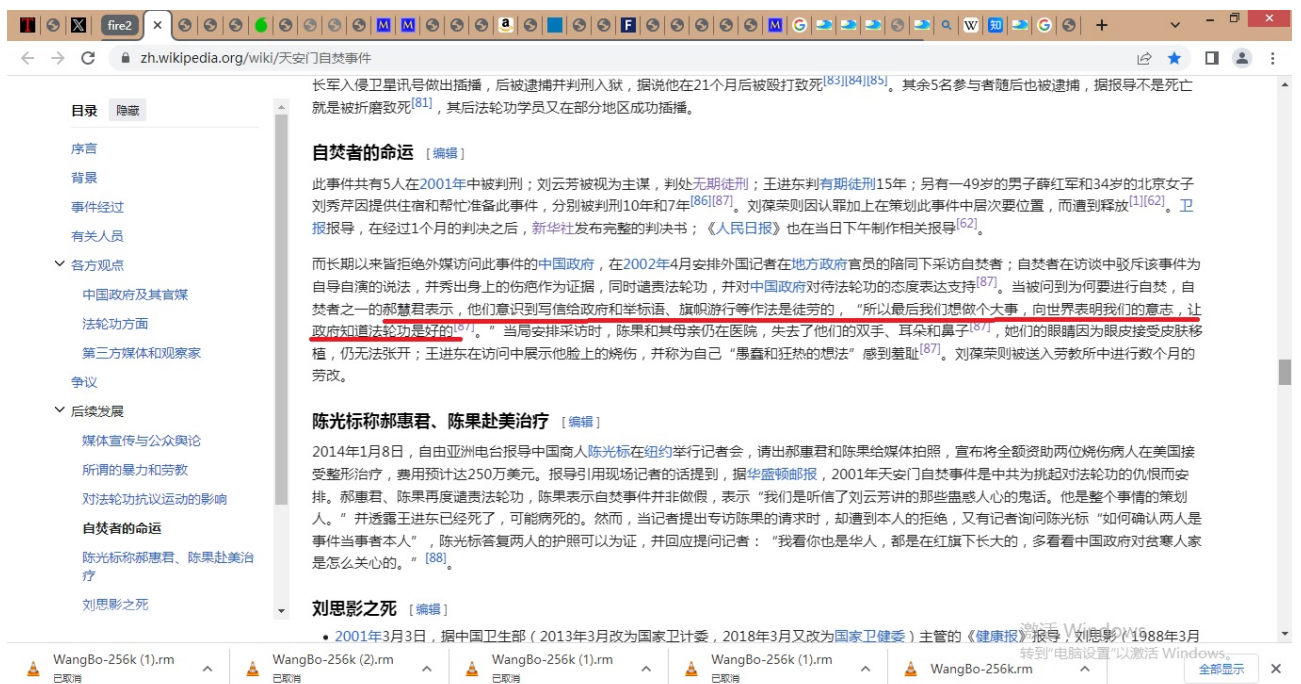 fire2
zh.wikipedia.org/wiki/天安门自焚事件
长军入侵卫星讯号做出插播，后被逮捕并判刑入狱，据说他在21个月后被殴打致死[83][84][85]。其余5名参与者随后也被逮捕，据报导不是死亡
就是被折磨致死[81]，其后法轮功学员又在部分地区成功插播。
目录 隐藏
序言
背景
事件经过
有关人员
各方观点
中国政府及其官媒
法轮功方面
第三方媒体和观察家
争议
后续发展
媒体宣传与公众舆论
所谓的暴力和劳教
对法轮功抗议运动的影响
自焚者的命运
陈光标称郝惠君、陈果赴美治
疗
刘思影之死
自焚者的命运 [编辑]
此事件共有5人在2001年中被判刑；刘云芳被视为主谋，判处无期徒刑；王进东判有期徒刑15年；另有一49岁的男子薛红军和34岁的北京女子
刘秀芹因提供住宿和帮忙准备此事件，分别被判刑10年和7年[86][87]。刘葆荣则因认罪加上在策划此事件中层次要位置，而遭到释放[1][62]。卫
报报导，在经过1个月的判决之后，新华社发布完整的判决书；《人民日报》也在当日下午制作相关报导[62]。
而长期以来皆拒绝外媒访问此事件的中国政府，在2002年4月安排外国记者在地方政府官员的陪同下采访自焚者；自焚者在访谈中驳斥该事件为
自导自演的说法，并秀出身上的伤疤作为证据，同时谴责法轮功，并对中国政府对待法轮功的态度表达支持[87]。当被问到为何要进行自焚，自
焚者之一的郝慧君表示，他们意识到写信给政府和举标语、旗帜游行等作法是徒劳的，“所以最后我们想做个大事，向世界表明我们的意志，让
政府知道法轮功是好的[87]。”当局安排采访时，陈果和其母亲仍在医院，失去了他们的双手、耳朵和鼻子[87]，她们的眼睛因为眼皮接受皮肤移
植，仍无法张开；王进东在访问中展示他脸上的烧伤，并称为自己“愚蠢和狂热的想法”感到羞耻[87]。刘葆荣则被送入劳教所中进行数个月的
劳改。
陈光标称郝惠君、陈果赴美治疗 [编辑]
2014年1月8日，自由亚洲电台报导中国商人陈光标在纽约举行记者会，请出郝惠君和陈果给媒体拍照，宣布将全额资助两位烧伤病人在美国接
受整形治疗，费用预计达250万美元。报导引用现场记者的话提到，据华盛顿邮报，2001年天安门自焚事件是中共为挑起对法轮功的仇恨而安
排。郝惠君、陈果再度谴责法轮功，陈果表示自焚事件并非做假，表示“我们是听信了刘云芳讲的那些蛊惑人心的鬼话。他是整个事情的策划
人。”并透露王进东已经死了，可能病死的。然而，当记者提出专访陈果的请求时，却遭到本人的拒绝，又有记者询问陈光标“如何确认两人是
事件当事者本人”，陈光标答复两人的护照可以为证，并回应提问记者：“我看你也是华人，都是在红旗下长大的，多看看中国政府对贫寒人家
是怎么关心的。”[88]。
刘思影之死 [编辑]
• 2001年3月3日，据中国卫生部（2013年3月改为国家卫计委，2018年3月又改为国家卫健委）主管的《健康报》报导，刘思影（1988年3月
激活 Windows
转到“电脑设置”以激活 Windows。
WangBo-256k (1).rm
已取消
WangBo-256k (2).rm
已取消
WangBo-256k (1).rm
已取消
WangBo-256k (1).rm
已取消
WangBo-256k.rm
全部显示